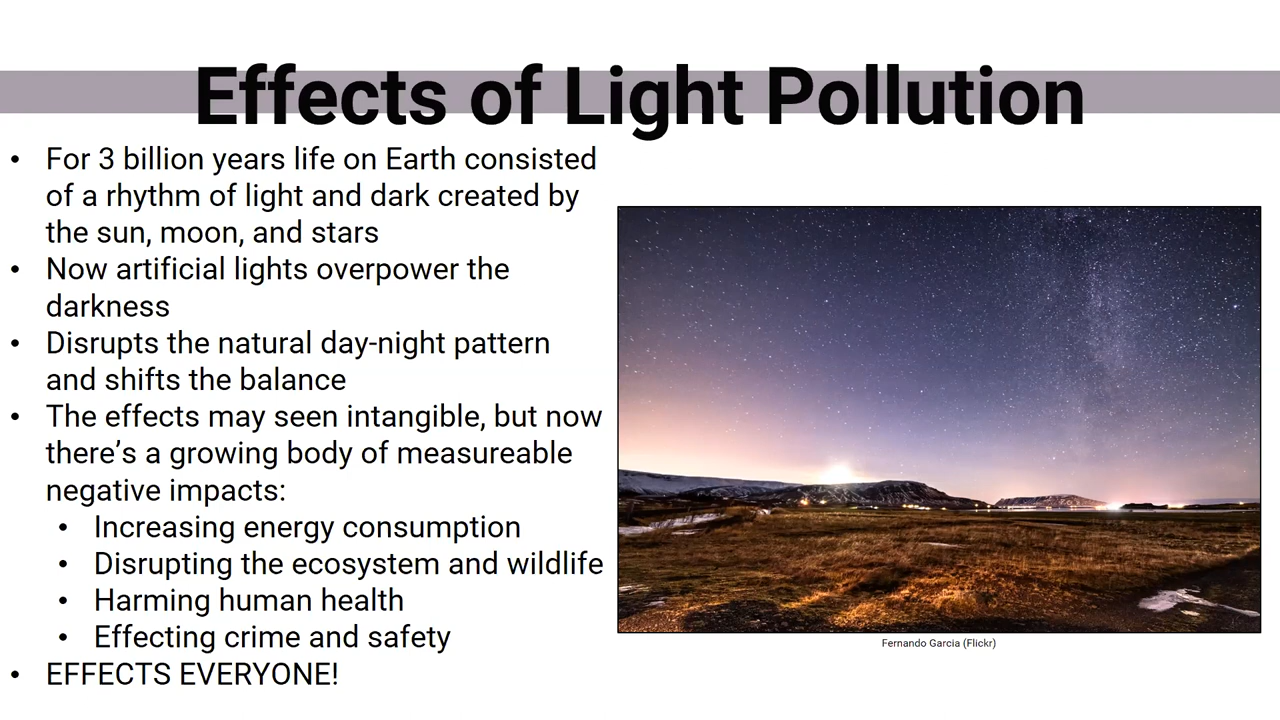 Effects of Light Pollution
• For 3 billion years life on Earth consisted
of a rhythm of light and dark created by
the sun, moon, and stars
• Now artificial lights overpower the
darkness
• Disrupts the natural day-night pattern
and shifts the balance
• The effects may seen intangible, but now
there’s a growing body of measureable
negative impacts:
• Increasing energy consumption
• Disrupting the ecosystem and wildlife
• Harming human health
• Effecting crime and safety
• EFFECTS EVERYONE!
Fernando Garcia (Flickr)